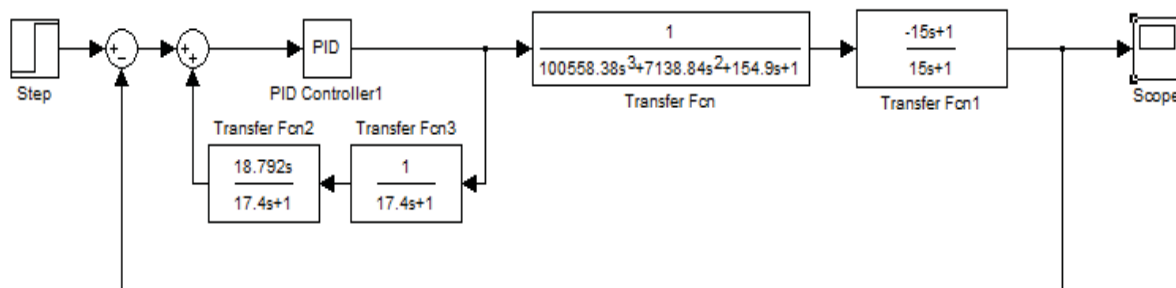 Step
+
−
+
+
PID
PID Controller1
1
100558.38s³+7138.84s²+154.9s+1
Transfer Fcn
-15s+1
15s+1
Transfer Fcn1
Scope
Transfer Fcn2
18.792s
17.4s+1
Transfer Fcn3
1
17.4s+1